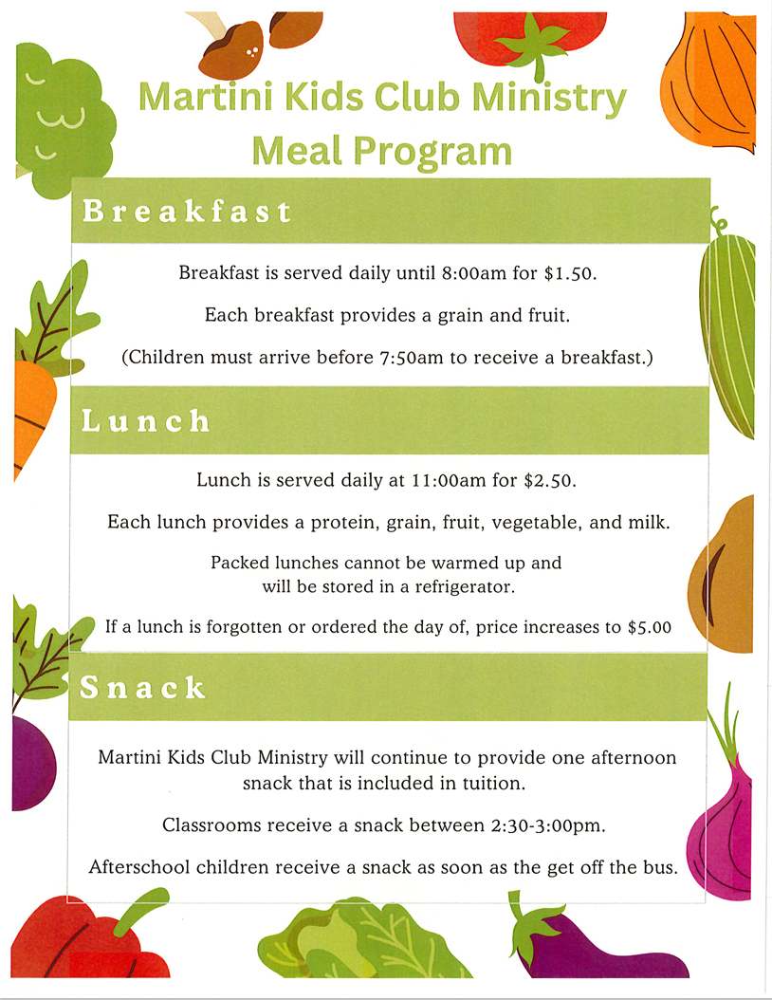 Martini Kids Club Ministry
Meal Program
Breakfast
Breakfast is served daily until 8:00am for $1.50.
Each breakfast provides a grain and fruit.
(Children must arrive before 7:50am to receive a breakfast.)
Lunch
Lunch is served daily at 11:00am for $2.50.
Each lunch provides a protein, grain, fruit, vegetable, and milk.
Packed lunches cannot be warmed up and
will be stored in a refrigerator.
If a lunch is forgotten or ordered the day of, price increases to $5.00
Snack
Martini Kids Club Ministry will continue to provide one afternoon
snack that is included in tuition.
Classrooms receive a snack between 2:30-3:00pm.
Afterschool children receive a snack as soon as the get off the bus.